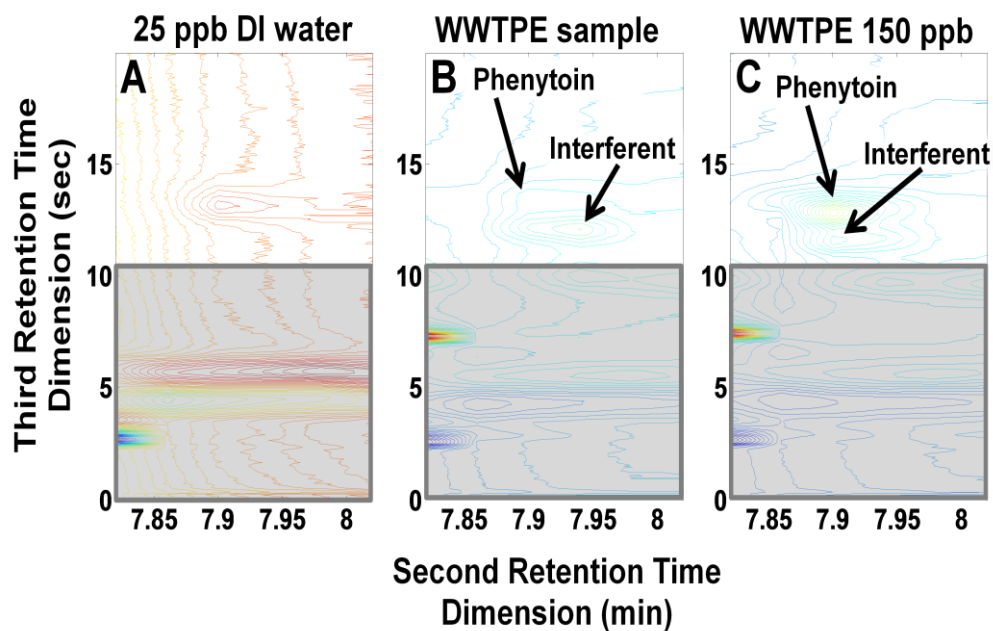 25 ppb DI water
WWTPE sample
WWTPE 150 ppb
A
B
C
Phenytoin
Interferent
Phenytoin
Interferent
Third Retention Time
Dimension (sec)
15
10
5
0
15
10
5
0
15
10
5
0
7.85 7.9 7.95 8
7.85 7.9 7.95 8
7.85 7.9 7.95 8
Second Retention Time
Dimension (min)